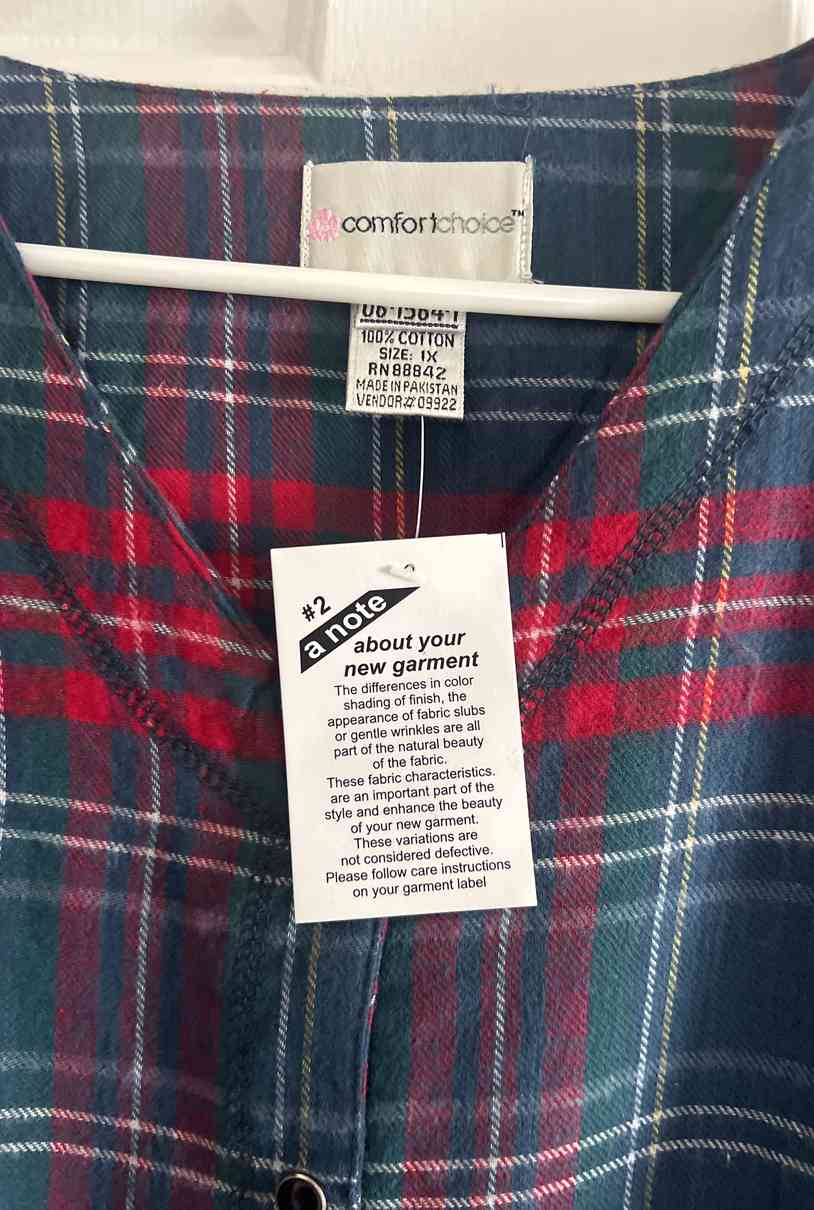 comfortchoice™
06-15644-1
100% COTTON
SIZE: 1X
RN 88842
MADE IN PAKISTAN
VENDOR# 09922
#2
a note
about your
new garment
The differences in color
shading of finish, the
appearance of fabric slubs
or gentle wrinkles are all
part of the natural beauty
of the fabric.
These fabric characteristics.
are an important part of the
style and enhance the beauty
of your new garment.
These variations are
not considered defective.
Please follow care instructions
on your garment label